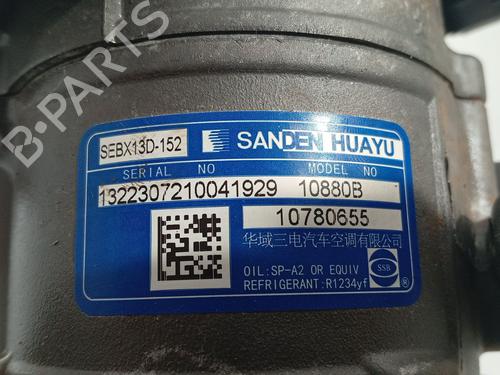 B-PARTS
SEBX13D-152 SANDEN HUAYU
SERIAL NO MODEL NO
1322307210041929 10880B
10780655
华域三电汽车空调有限公司
OIL:SP-A2 OR EQUIV
REFRIGERANT:R1234yf
SSB
®